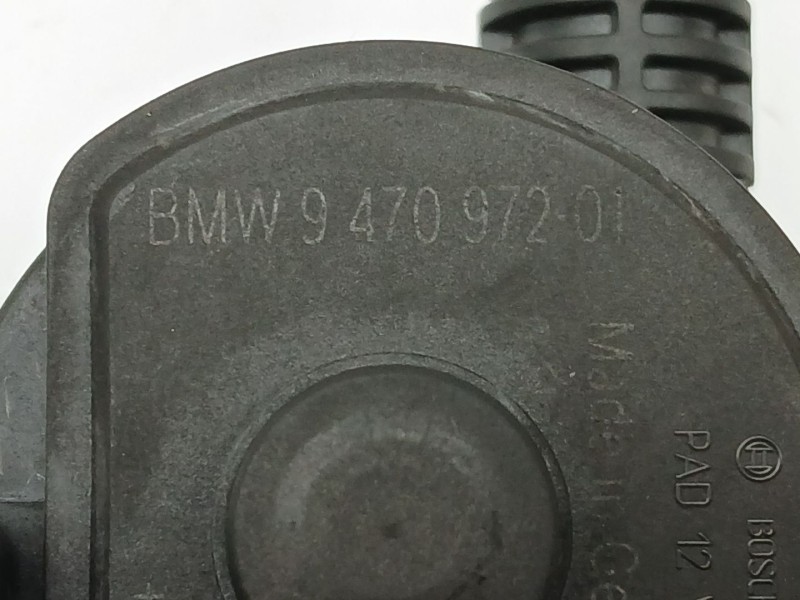 BMW 9 470 972-01
Made in Ge
PAD 12 V
BOSCH
+